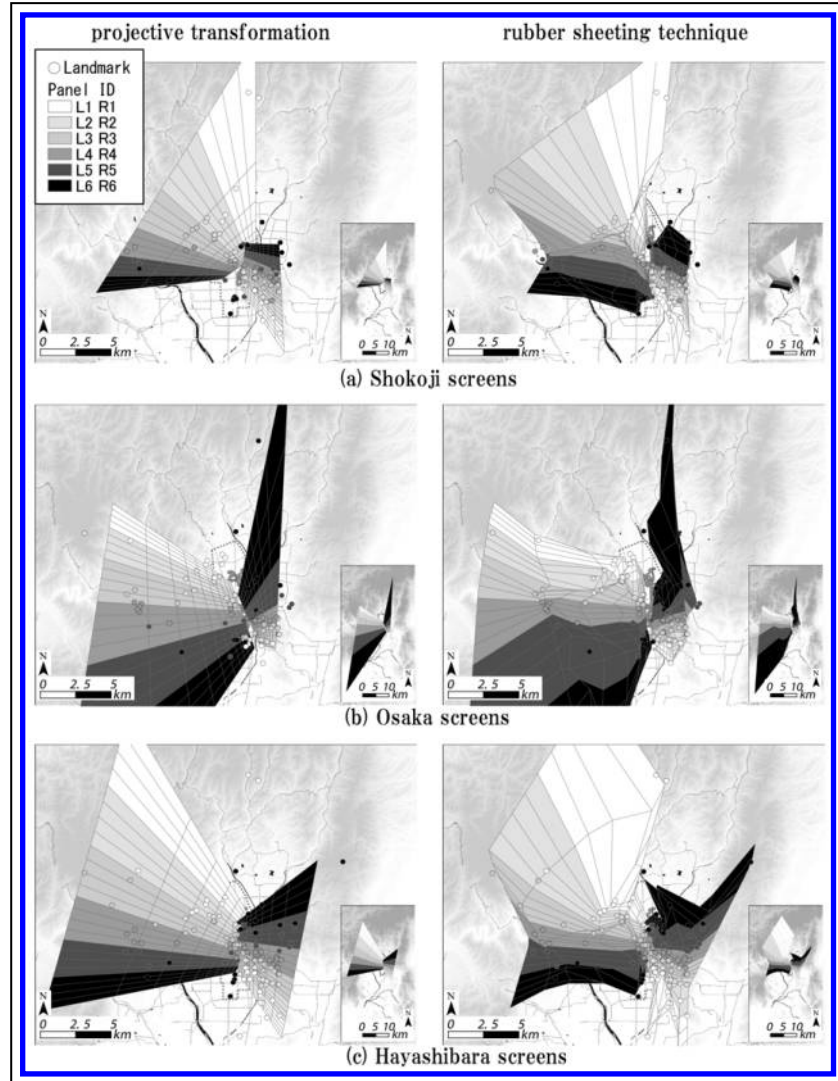 projective transformation
rubber sheeting technique
Landmark
Panel ID
L1 R1
L2 R2
L3 R3
L4 R4
L5 R5
L6 R6
N
0 2. 5 5
km
N
0 5 10
km
N
0 2. 5 5
km
N
0 5 10
km
(a) Shokoji screens
N
0 2. 5 5
km
N
0 5 10
km
N
0 2. 5 5
km
N
0 5 10
km
(b) Osaka screens
N
0 2. 5 5
km
N
0 5 10
km
N
0 2. 5 5
km
N
0 5 10
km
(c) Hayashibara screens